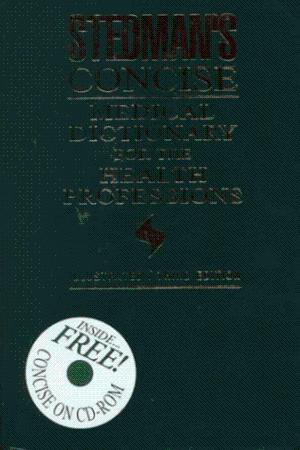 STEDMAN'S
CONCISE
MEDICAL
DICTIONARY
FOR THE
HEALTH
PROFESSIONS
ILLUSTRATED THIRD EDITION
INSIDE...
FREE!
CONCISE ON CD-ROM